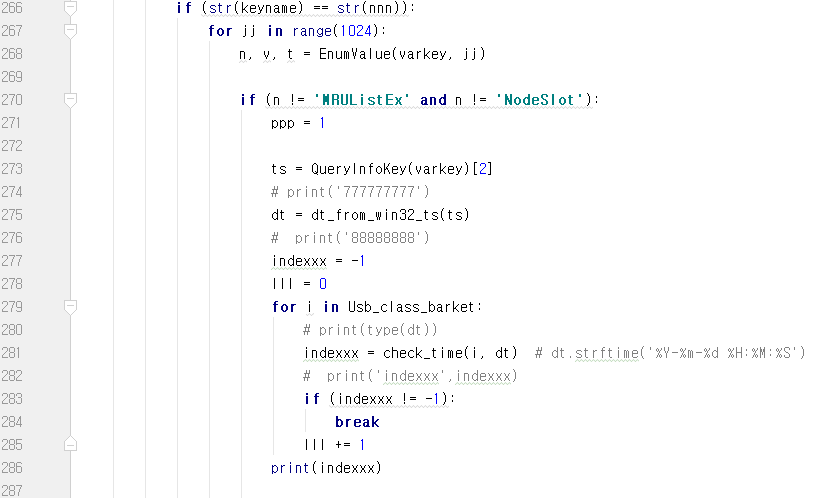 266 if (str(keyname) == str(nnn)):
267 for jj in range(1024):
268 n, v, t = EnumValue(varkey, jj)
269
270 if (n != 'MRUListEx' and n != 'NodeSlot'):
271 ppp = 1
272
273 ts = QueryInfoKey(varkey)[2]
274 # print('777777777')
275 dt = dt_from_win32_ts(ts)
276 #  print('88888888')
277 indexxx = -1
278 lll = 0
279 for i in Usb_class_barket:
280 # print(type(dt))
281 indexxx = check_time(i, dt)  # dt.strftime('%Y-%m-%d %H:%M:%S')
282 #  print('indexxx',indexxx)
283 if (indexxx != -1):
284 break
285 lll += 1
286 print(indexxx)
287